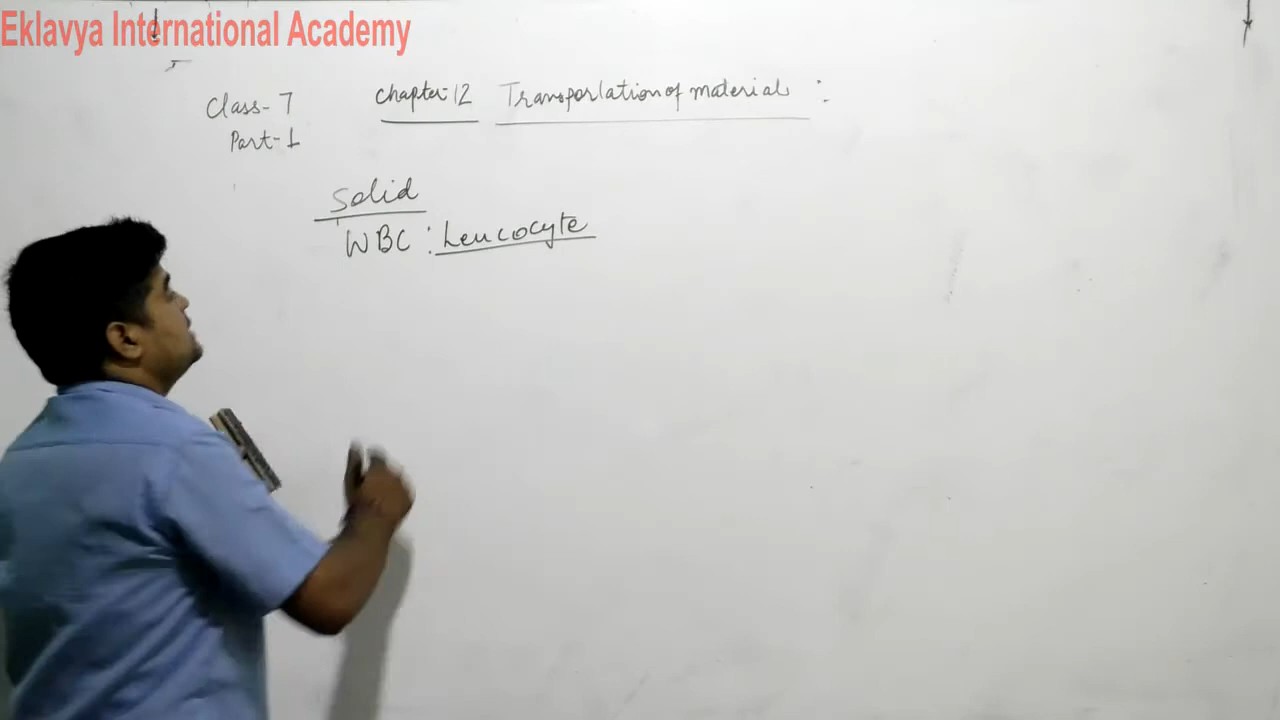 Eklavya International Academy
Class-7 Chapter:12 Transportation of materials :
Part-1
Solid
WBC : Leucocyte